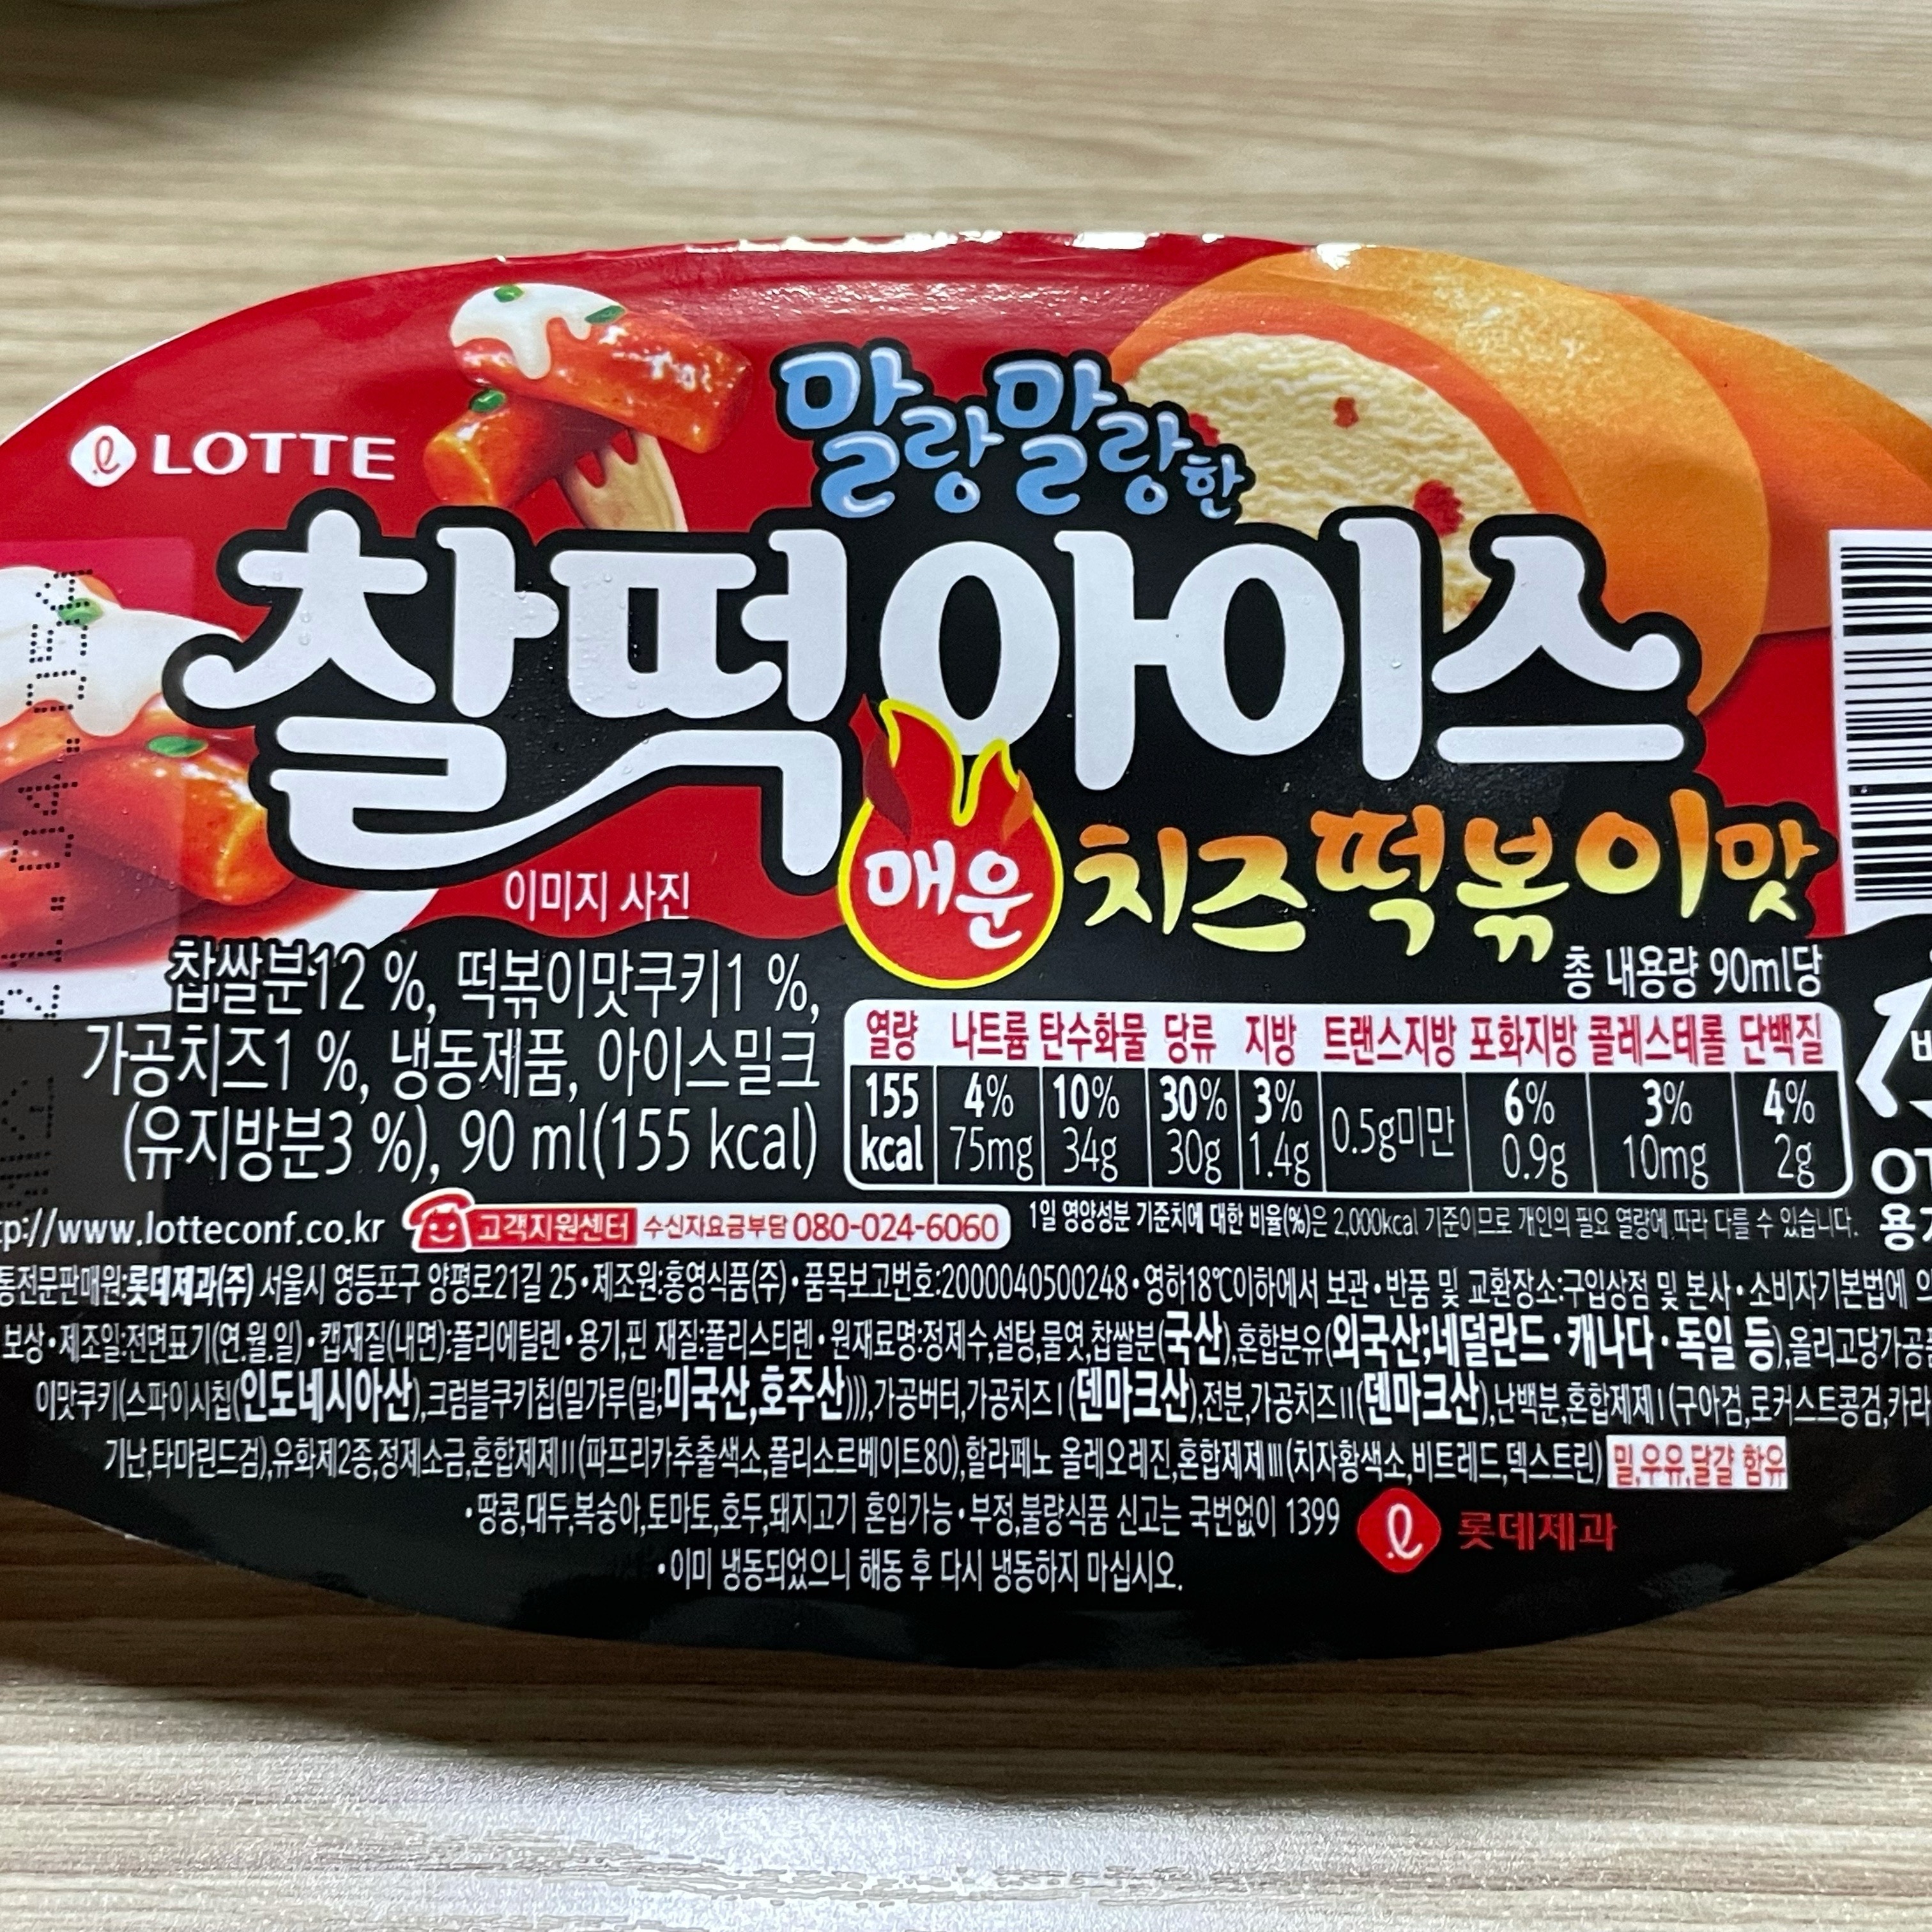 LOTTE
말랑말랑한
찰떡아이스
매운 치즈떡볶이맛
이미지 사진
찹쌀분12 %, 떡볶이맛쿠키1 %,
가공치즈1 %, 냉동제품, 아이스밀크
(유지방분3 %), 90 ml(155 kcal)
총 내용량 90ml당
열량 나트륨 탄수화물 당류 지방 트랜스지방 포화지방 콜레스테롤 단백질
155 kcal 4% 75mg 10% 34g 30% 30g 3% 1.4g 0.5g미만 6% 0.9g 3% 10mg 4% 2g
tp://www.lotteconf.co.kr 고객지원센터 수신자요금부담 080-024-6060
1일 영양성분 기준치에 대한 비율(%)은 2,000kcal 기준이므로 개인의 필요 열량에 따라 다를 수 있습니다.
통전문판매원:롯데제과(주) 서울시 영등포구 양평로21길 25•제조원:홍영식품(주)•품목보고번호:2000040500248•영하18℃이하에서 보관•반품 및 교환장소:구입상점 및 본사•소비자기본법에
보상•제조일:전면표기(연.월.일)•캡재질(내면):폴리에틸렌•용기,핀 재질:폴리스티렌•원재료명:정제수,설탕,물엿,찹쌀분(국산),혼합분유(외국산;네덜란드·캐나다·독일 등),올리고당가공
이맛쿠키(스파이시칩(인도네시아산),크럼블쿠키칩(밀가루(밀;미국산,호주산))),가공버터,가공치즈I(덴마크산),전분,가공치즈II(덴마크산),난백분,혼합제제I(구아검,로커스트콩검,카라
기난,타마린드검),유화제2종,정제소금,혼합제제II(파프리카추출색소,폴리소르베이트80),할라페노 올레오레진,혼합제제III(치자황색소,비트레드,덱스트린) 밀,우유,달걀 함유
•땅콩,대두,복숭아,토마토,호두,돼지고기 혼입가능•부정,불량식품 신고는 국번없이 1399 롯데제과
•이미 냉동되었으니 해동 후 다시 냉동하지 마십시오.